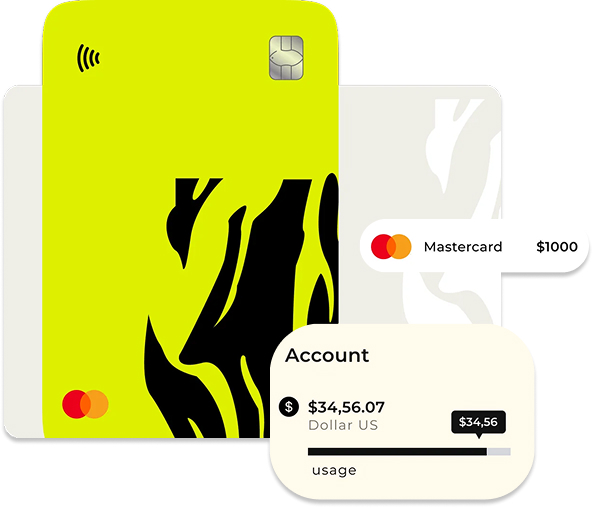 Mastercard $1000
Account
$ $34,56.07
Dollar US
$34,56
usage